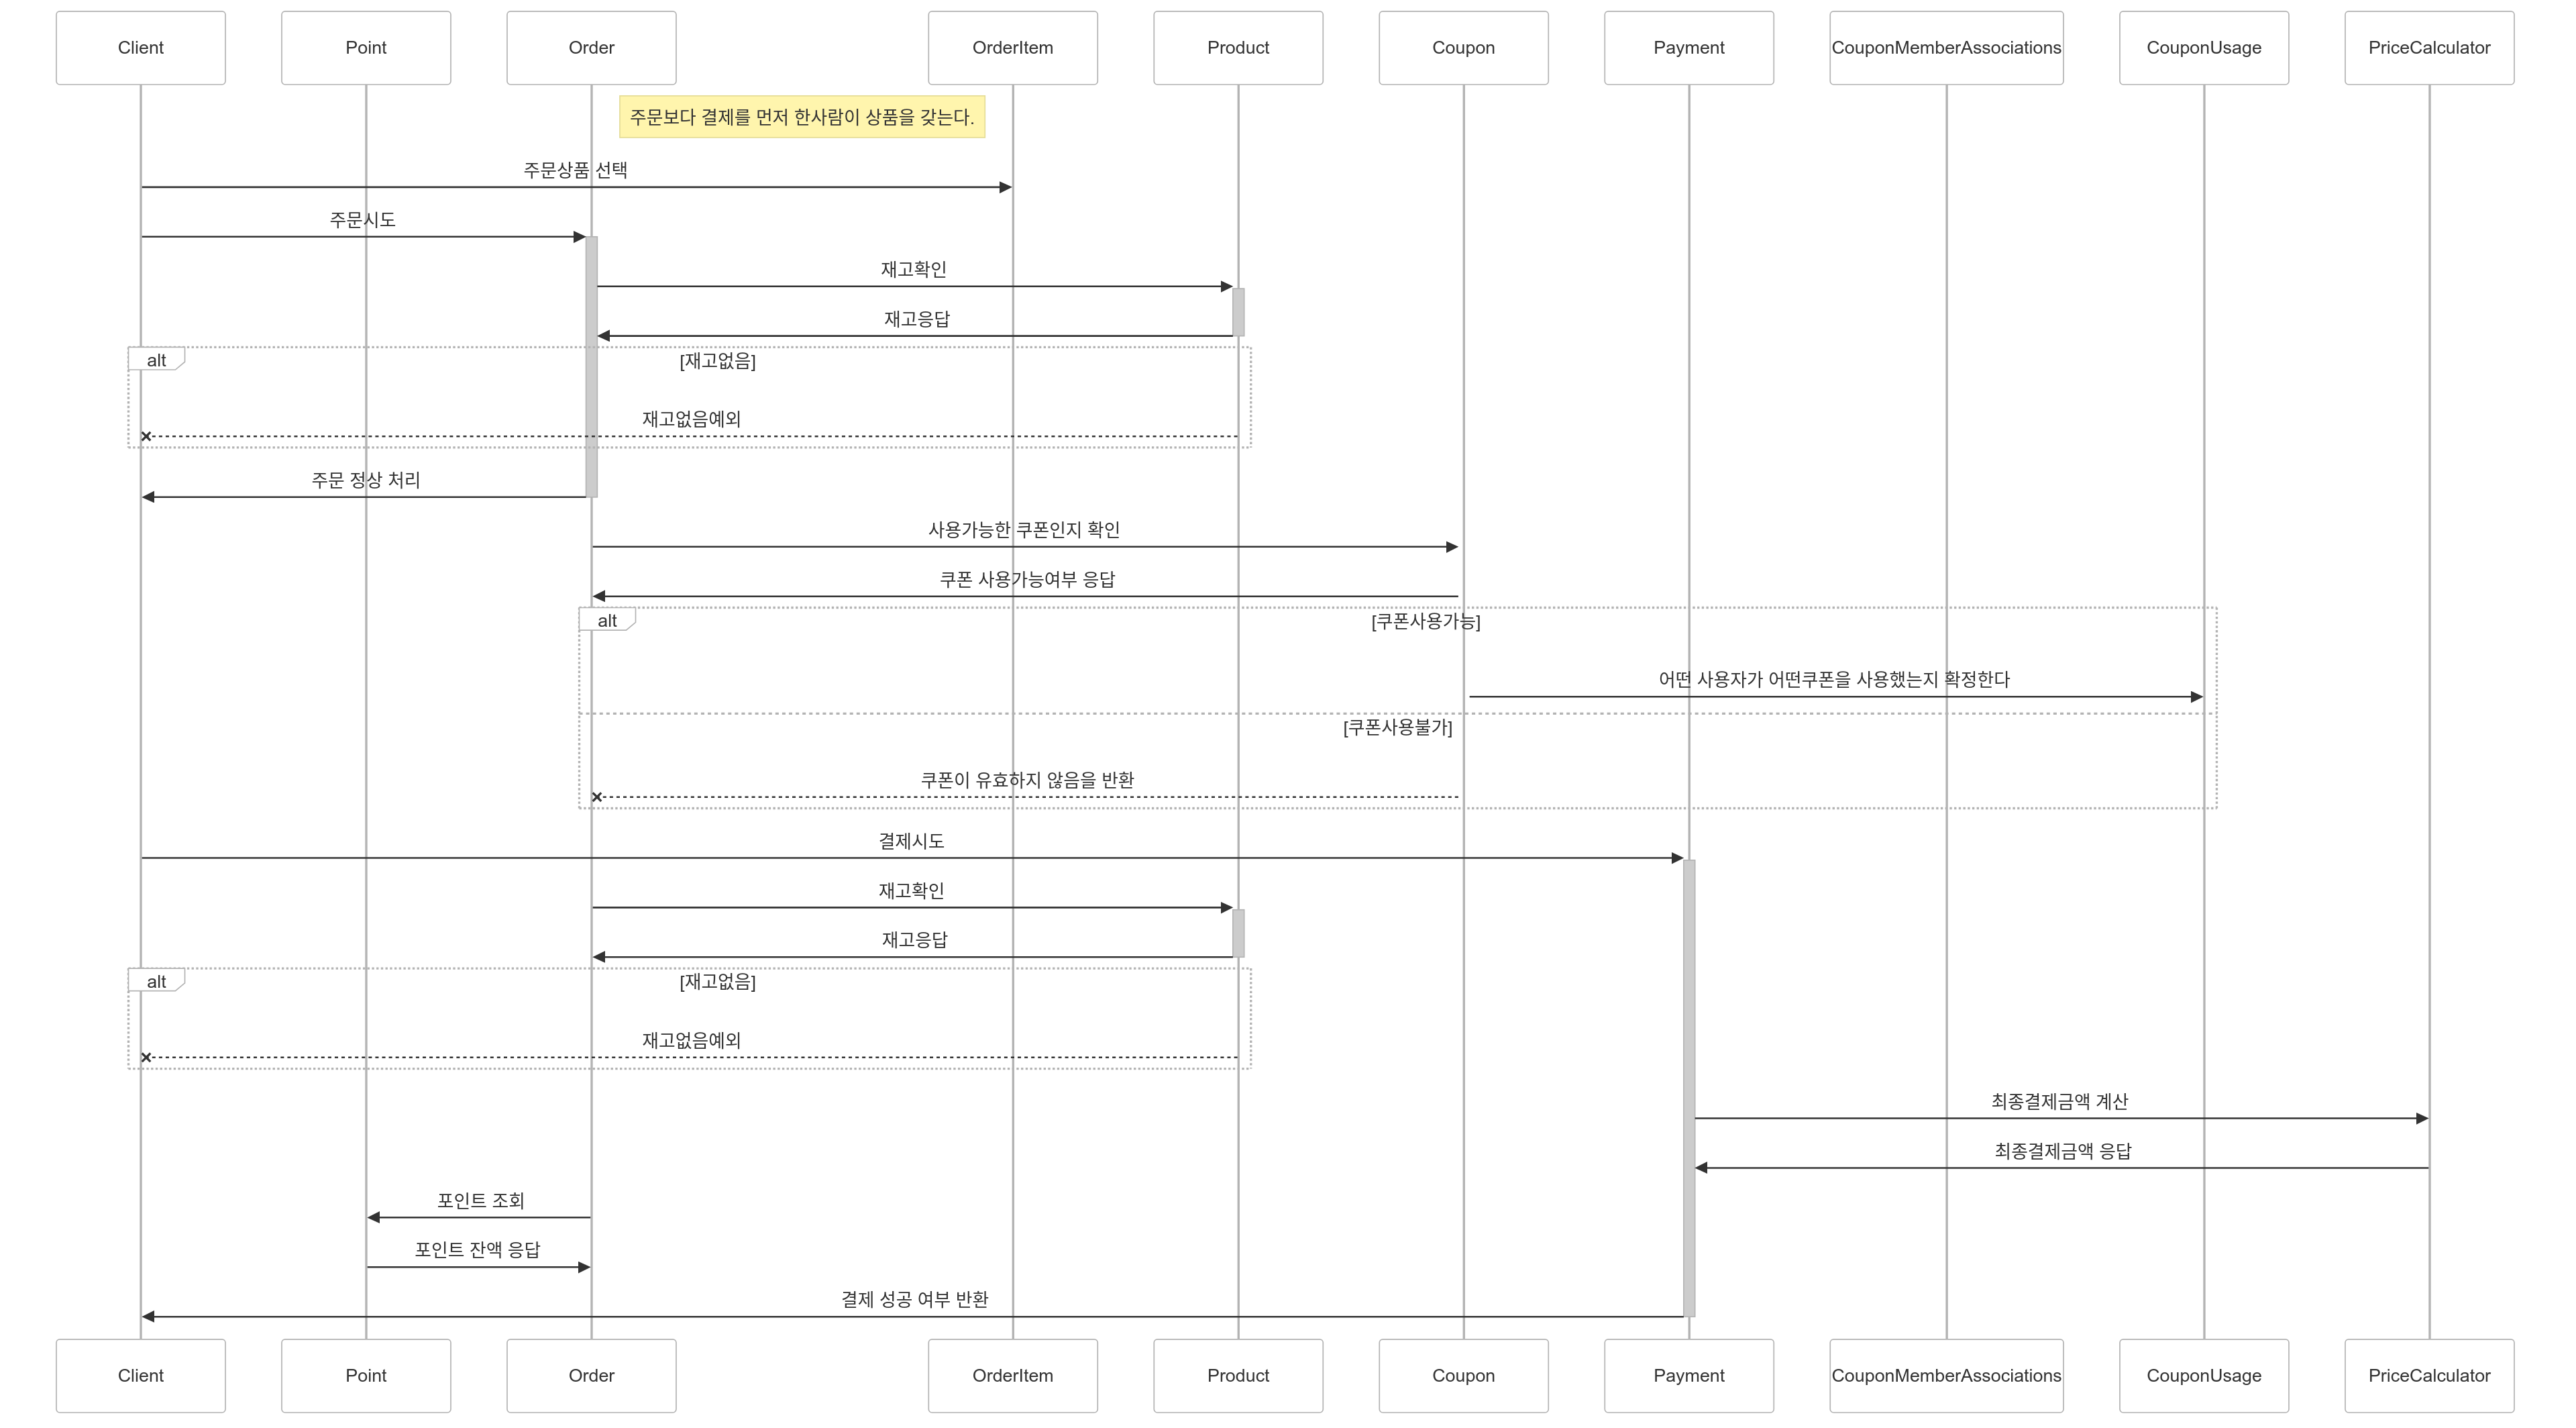 Client
Point
Order
OrderItem
Product
Coupon
Payment
CouponMemberAssociations
CouponUsage
PriceCalculator
주문보다 결제를 먼저 한사람이 상품을 갖는다.
주문상품 선택
주문시도
재고확인
재고응답
alt
[재고없음]
재고없음예외
주문 정상 처리
사용가능한 쿠폰인지 확인
쿠폰 사용가능여부 응답
alt
[쿠폰사용가능]
어떤 사용자가 어떤쿠폰을 사용했는지 확정한다
[쿠폰사용불가]
쿠폰이 유효하지 않음을 반환
결제시도
재고확인
재고응답
alt
[재고없음]
재고없음예외
최종결제금액 계산
최종결제금액 응답
포인트 조회
포인트 잔액 응답
결제 성공 여부 반환
Client
Point
Order
OrderItem
Product
Coupon
Payment
CouponMemberAssociations
CouponUsage
PriceCalculator